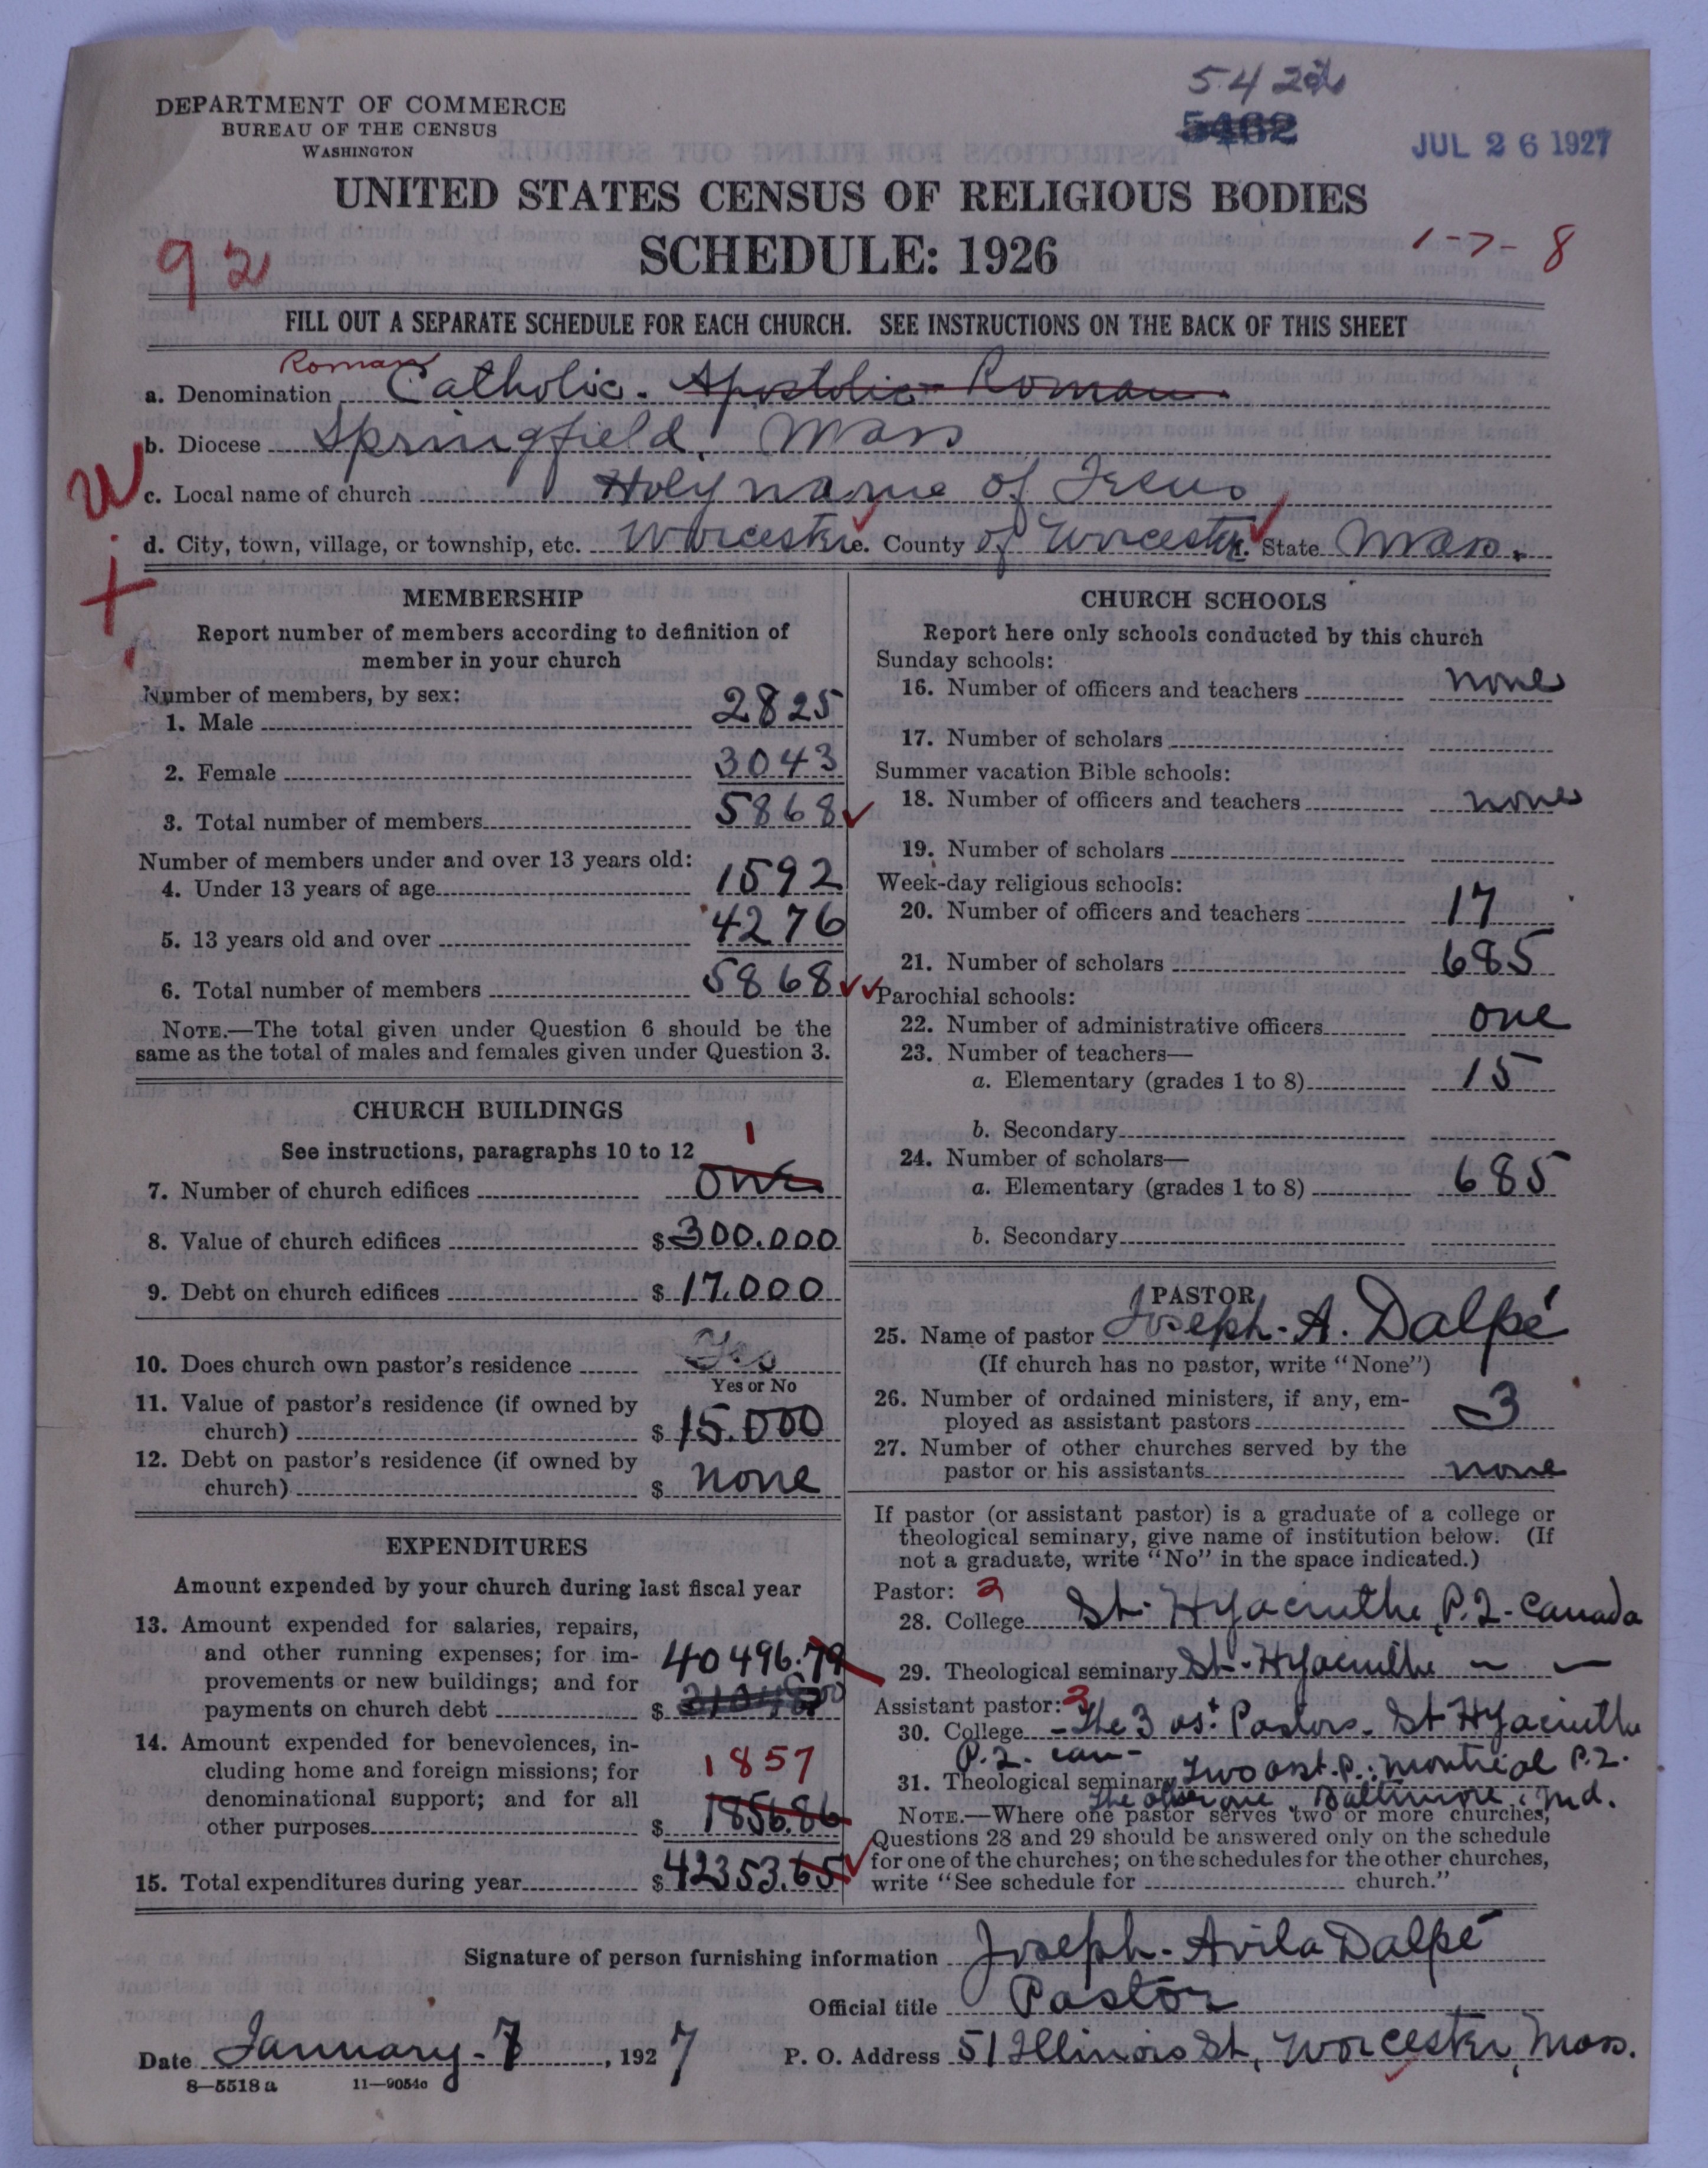 5422
5462
JUL 26 1927
DEPARTMENT OF COMMERCE
BUREAU OF THE CENSUS
WASHINGTON
UNITED STATES CENSUS OF RELIGIOUS BODIES
SCHEDULE: 1926
92
1-7-8
FILL OUT A SEPARATE SCHEDULE FOR EACH CHURCH. SEE INSTRUCTIONS ON THE BACK OF THIS SHEET
Roman
a. Denomination Catholic. Apostolic Roman
b. Diocese Springfield, Mass
c. Local name of church Holy name of Jesus
d. City, town, village, or township, etc. Worcester. County of Worcester. State Mass.
MEMBERSHIP
Report number of members according to definition of
member in your church
Number of members, by sex:
1. Male 2825
2. Female 3043
3. Total number of members 5868
Number of members under and over 13 years old:
4. Under 13 years of age 1592
5. 13 years old and over 4276
6. Total number of members 5868
NOTE.—The total given under Question 6 should be the
same as the total of males and females given under Question 3.
CHURCH BUILDINGS
See instructions, paragraphs 10 to 12
1
7. Number of church edifices one
8. Value of church edifices $ 300.000
9. Debt on church edifices $ 17.000
10. Does church own pastor's residence Yes
Yes or No
11. Value of pastor's residence (if owned by
church) $ 15.000
12. Debt on pastor's residence (if owned by
church) $ none
EXPENDITURES
Amount expended by your church during last fiscal year
13. Amount expended for salaries, repairs,
and other running expenses; for im-
provements or new buildings; and for 40496.79
payments on church debt $
14. Amount expended for benevolences, in-
cluding home and foreign missions; for 1857
denominational support; and for all
other purposes $ 1856.86
15. Total expenditures during year $ 42353.65
CHURCH SCHOOLS
Report here only schools conducted by this church
Sunday schools:
16. Number of officers and teachers none
17. Number of scholars
Summer vacation Bible schools:
18. Number of officers and teachers none
19. Number of scholars
Week-day religious schools:
20. Number of officers and teachers 17
21. Number of scholars 685
Parochial schools:
22. Number of administrative officers one
23. Number of teachers—
a. Elementary (grades 1 to 8) 15
b. Secondary
24. Number of scholars—
a. Elementary (grades 1 to 8) 685
b. Secondary
PASTOR
25. Name of pastor Joseph-A. Dalpé
(If church has no pastor, write "None")
26. Number of ordained ministers, if any, em-
ployed as assistant pastors 3
27. Number of other churches served by the
pastor or his assistants none
If pastor (or assistant pastor) is a graduate of a college or
theological seminary, give name of institution below. (If
not a graduate, write "No" in the space indicated.)
Pastor: 2
28. College St-Hyacinthe, P.Q-Canada
29. Theological seminary St-Hyacinthe - -
Assistant pastor: 2
30. College - The 3 as: Pastors- St Hyacinthe
P.Q. can-
31. Theological seminary Two ast.P.: Montréal P.Q.
The other one Baltimore, Md.
NOTE.—Where one pastor serves two or more churches,
Questions 28 and 29 should be answered only on the schedule
for one of the churches; on the schedules for the other churches,
write "See schedule for church."
Signature of person furnishing information Joseph-Avila Dalpé
Official title Pastor
Date January-7, 1927 P. O. Address 51 Illinois St, Worcester, Mass.
8—5518 a 11—9054c